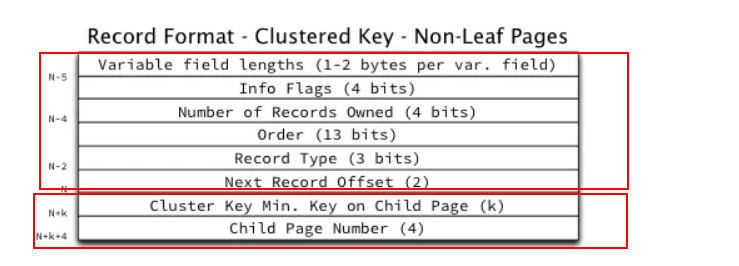 Record Format - Clustered Key - Non-Leaf Pages
Variable field lengths (1-2 bytes per var. field)
N-5
Info Flags (4 bits)
Number of Records Owned (4 bits)
N-4
Order (13 bits)
Record Type (3 bits)
N-2
Next Record Offset (2)
N
Cluster Key Min. Key on Child Page (k)
N+k
Child Page Number (4)
N+k+4